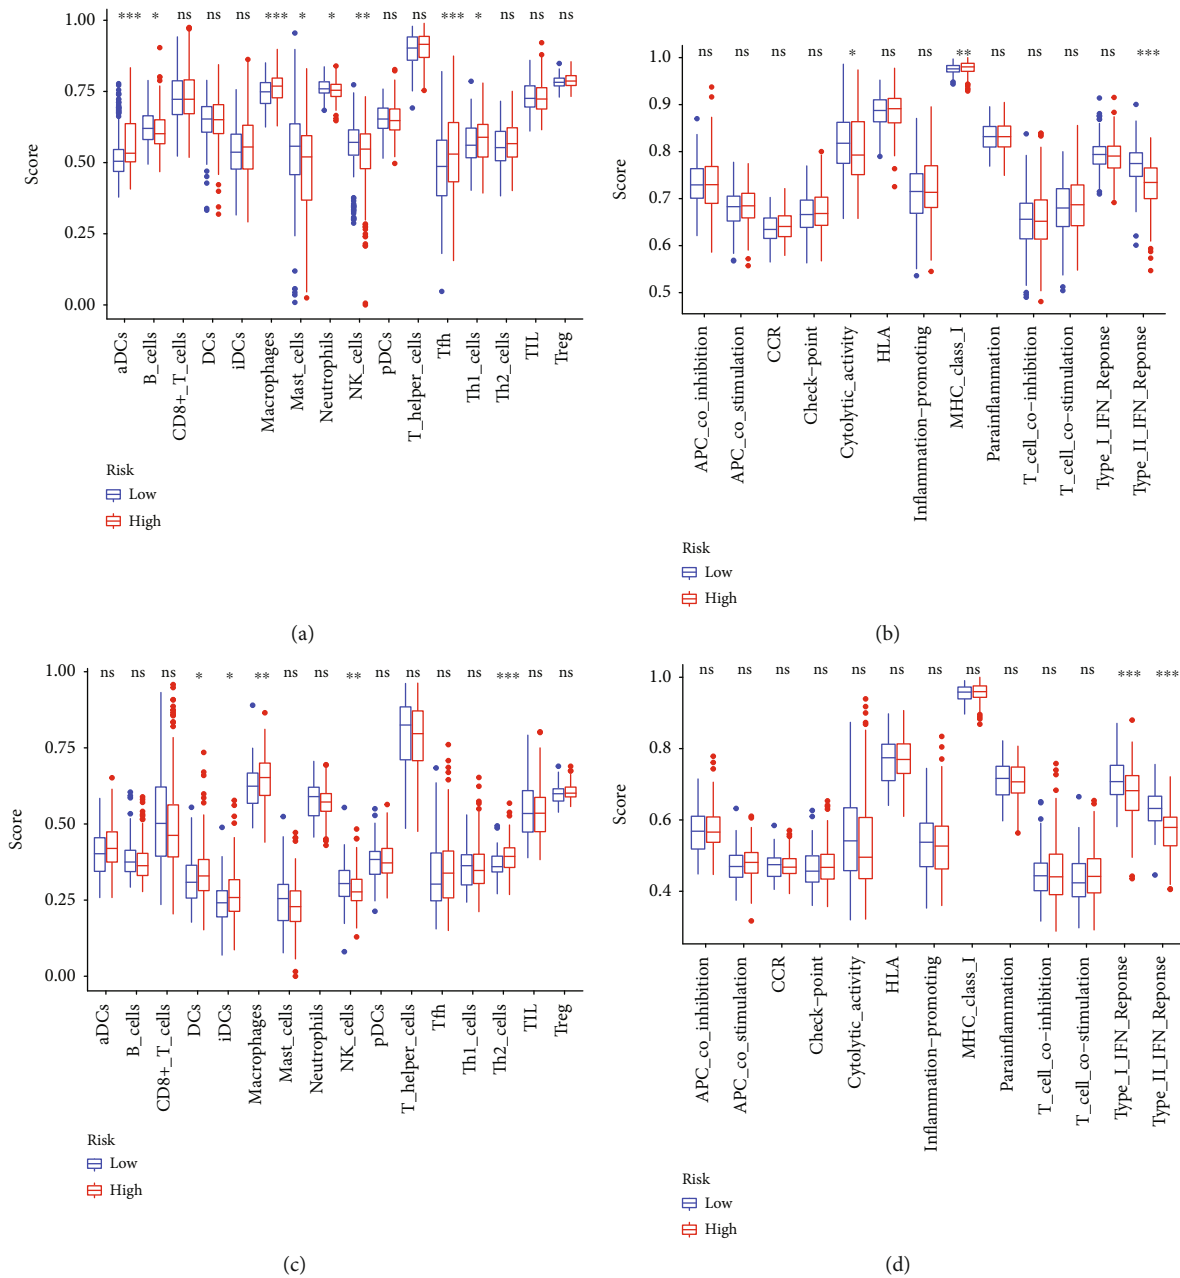 1.00
0.75
0.50
0.25
0.00
Score
*** * ns ns ns *** * * ** ns ns *** * ns ns ns
aDCs
B_cells
CD8+_T_cells
DCs
iDCs
Macrophages
Mast_cells
Neutrophils
NK_cells
pDCs
T_helper_cells
Tfh
Th1_cells
Th2_cells
TIL
Treg
Risk
Low
High
(a)
1.0
0.9
0.8
0.7
0.6
0.5
Score
ns ns ns ns * ns ns ** ns ns ns ns ***
APC_co_inhibition
APC_co_stimulation
CCR
Check-point
Cytolytic_activity
HLA
Inflammation-promoting
MHC_class_I
Parainflammation
T_cell_co-inhibition
T_cell_co-stimulation
Type_I_IFN_Reponse
Type_II_IFN_Reponse
Risk
Low
High
(b)
1.00
0.75
0.50
0.25
0.00
Score
ns ns ns * * ** ns ns ** ns ns ns ns *** ns ns
aDCs
B_cells
CD8+_T_cells
DCs
iDCs
Macrophages
Mast_cells
Neutrophils
NK_cells
pDCs
T_helper_cells
Tfh
Th1_cells
Th2_cells
TIL
Treg
Risk
Low
High
(c)
1.0
0.8
0.6
0.4
Score
ns ns ns ns ns ns ns ns ns ns ns *** ***
APC_co_inhibition
APC_co_stimulation
CCR
Check-point
Cytolytic_activity
HLA
Inflammation-promoting
MHC_class_I
Parainflammation
T_cell_co-inhibition
T_cell_co-stimulation
Type_I_IFN_Reponse
Type_II_IFN_Reponse
Risk
Low
High
(d)